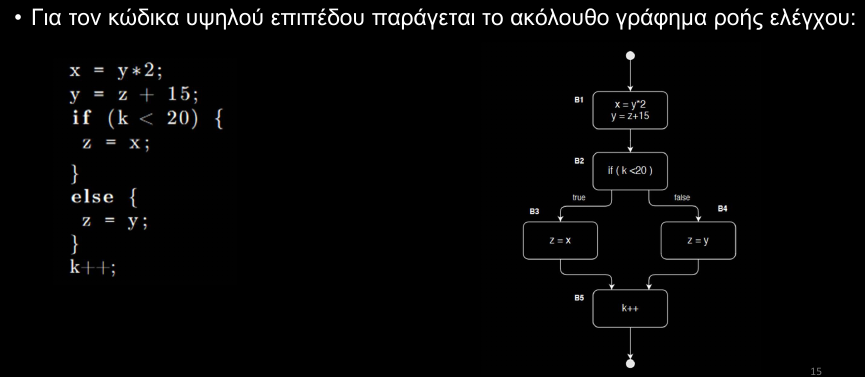 • Για τον κώδικα υψηλού επιπέδου παράγεται το ακόλουθο γράφημα ροής ελέγχου:
x = y*2;
y = z + 15;
if (k < 20) {
z = x;
}
else {
z = y;
}
k++;
B1
x = y*2
y = z+15
B2
if ( k <20 )
true
false
B3
B4
z = x
z = y
B5
k++
15